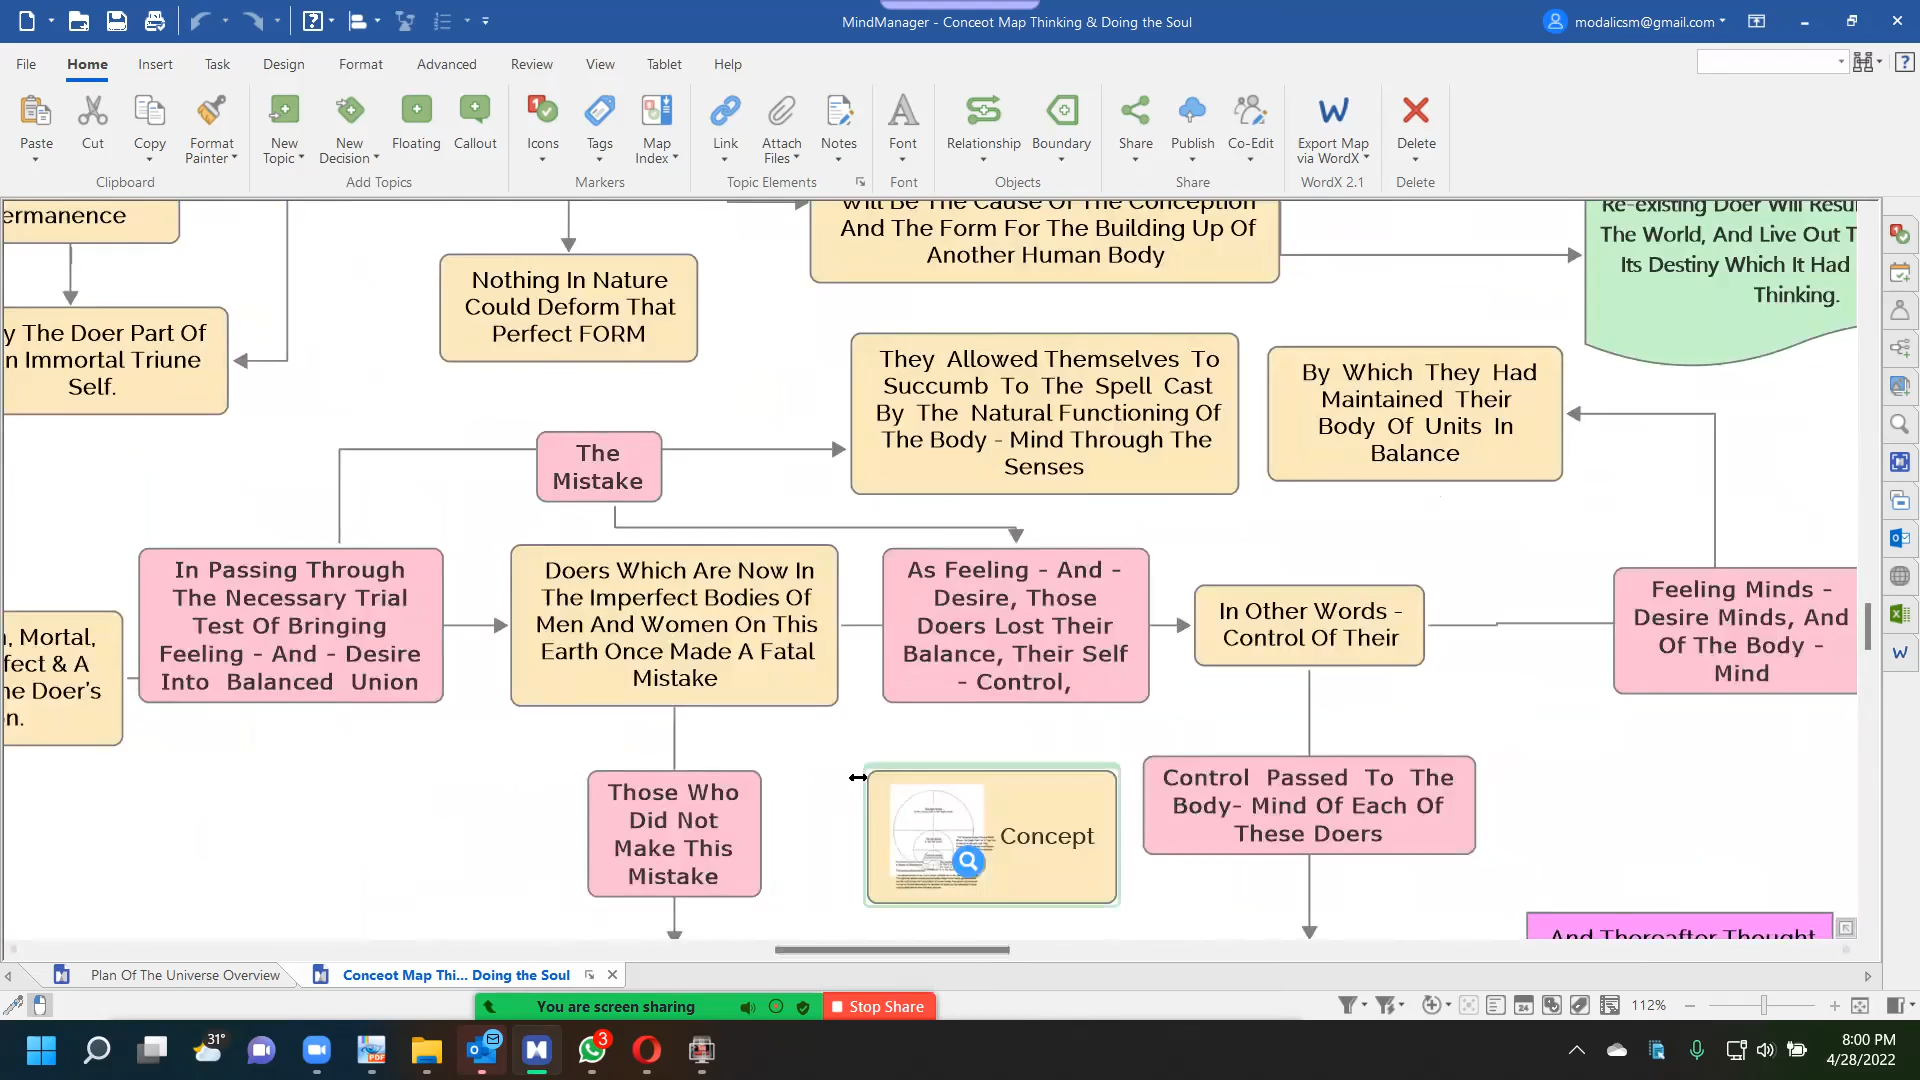 MindManager - Conceot Map Thinking & Doing the Soul
modalicsm@gmail.com
File
Home
Insert
Task
Design
Format
Advanced
Review
View
Tablet
Help
Paste
Cut
Copy
Format
Painter
New
Topic
New
Decision
Floating
Callout
Icons
Tags
Map
Index
Link
Attach
Files
Notes
Font
Relationship
Boundary
Share
Publish
Co-Edit
Export Map
via WordX
Delete
Clipboard
Add Topics
Markers
Topic Elements
Font
Objects
Share
WordX 2.1
Delete
ermanence
y The Doer Part Of
n Immortal Triune
Self.
Nothing In Nature
Could Deform That
Perfect FORM
Will Be The Cause Of The Conception
And The Form For The Building Up Of
Another Human Body
Re-existing Doer Will Resu
The World, And Live Out T
Its Destiny Which It Had
Thinking.
They Allowed Themselves To
Succumb To The Spell Cast
By The Natural Functioning Of
The Body - Mind Through The
Senses
By Which They Had
Maintained Their
Body Of Units In
Balance
The
Mistake
, Mortal,
fect & A
ne Doer's
n.
In Passing Through
The Necessary Trial
Test Of Bringing
Feeling - And - Desire
Into Balanced Union
Doers Which Are Now In
The Imperfect Bodies Of
Men And Women On This
Earth Once Made A Fatal
Mistake
As Feeling - And -
Desire, Those
Doers Lost Their
Balance, Their Self
- Control,
In Other Words -
Control Of Their
Feeling Minds -
Desire Minds, And
Of The Body -
Mind
Those Who
Did Not
Make This
Mistake
Concept
Control Passed To The
Body- Mind Of Each Of
These Doers
And Thereafter Thought
Plan Of The Universe Overview
Conceot Map Thi... Doing the Soul
You are screen sharing
Stop Share
112%
31°
3
8:00 PM
4/28/2022